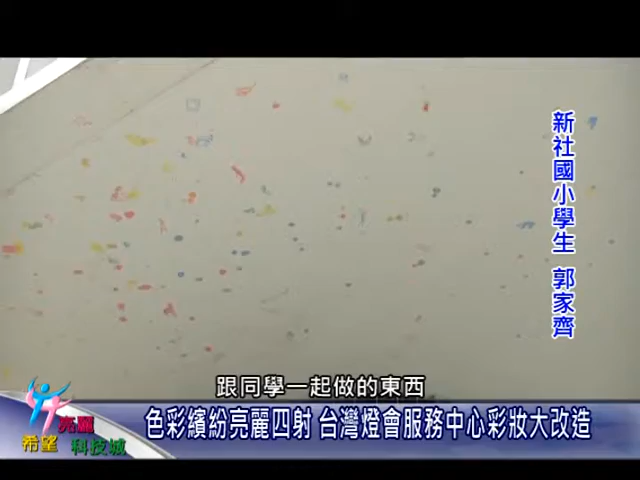 新社國小學生 郭家齊
跟同學一起做的東西
色彩繽紛亮麗四射 台灣燈會服務中心彩妝大改造
亮麗
希望 科技城